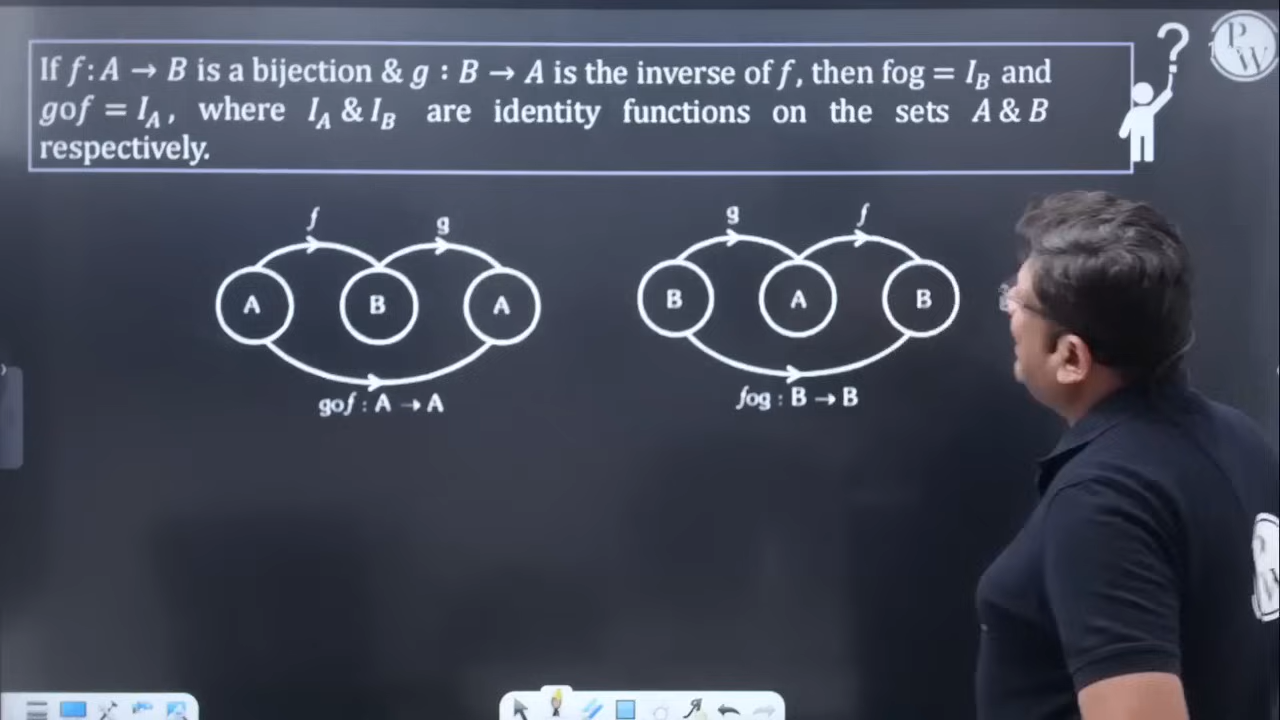 If f: A → B is a bijection & g : B → A is the inverse of f, then fog = I_B and
gof = I_A, where I_A & I_B are identity functions on the sets A & B
respectively.
?
P
W
f g
A B A
gof : A → A
g f
B A B
fog : B → B
P
W